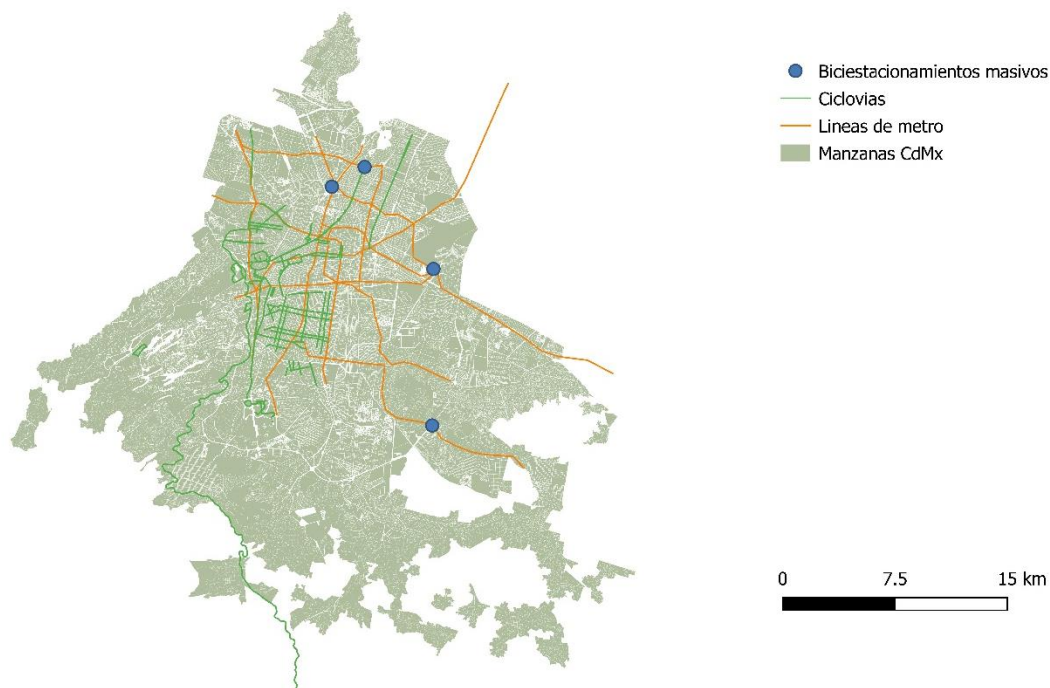 Biciestacionamientos masivos
Ciclovias
Lineas de metro
Manzanas CdMx
0 7.5 15 km